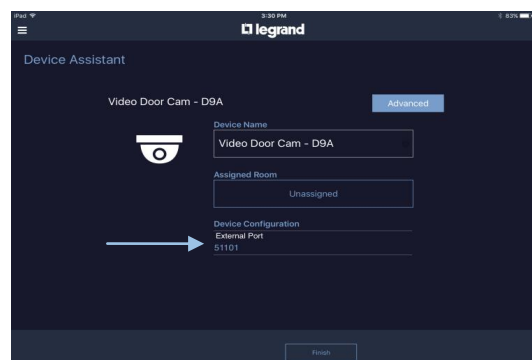 iPad
3:30 PM
83%
legrand
Device Assistant
Video Door Cam - D9A
Advanced
Device Name
Video Door Cam - D9A
Assigned Room
Unassigned
Device Configuration
External Port
51101
Finish